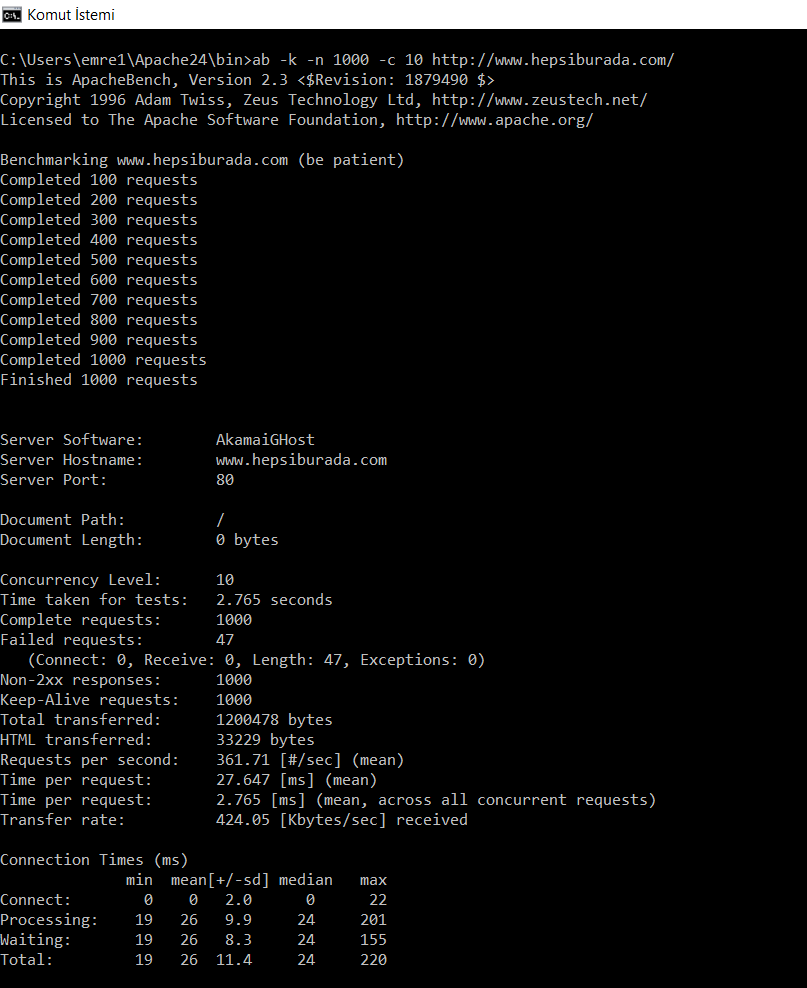 Komut İstemi
C:\Users\emre1\Apache24\bin>ab -k -n 1000 -c 10 http://www.hepsiburada.com/
This is ApacheBench, Version 2.3 <$Revision: 1879490 $>
Copyright 1996 Adam Twiss, Zeus Technology Ltd, http://www.zeustech.net/
Licensed to The Apache Software Foundation, http://www.apache.org/

Benchmarking www.hepsiburada.com (be patient)
Completed 100 requests
Completed 200 requests
Completed 300 requests
Completed 400 requests
Completed 500 requests
Completed 600 requests
Completed 700 requests
Completed 800 requests
Completed 900 requests
Completed 1000 requests
Finished 1000 requests

Server Software:        AkamaiGHost
Server Hostname:        www.hepsiburada.com
Server Port:            80

Document Path:          /
Document Length:        0 bytes

Concurrency Level:      10
Time taken for tests:   2.765 seconds
Complete requests:      1000
Failed requests:        47
   (Connect: 0, Receive: 0, Length: 47, Exceptions: 0)
Non-2xx responses:      1000
Keep-Alive requests:    1000
Total transferred:      1200478 bytes
HTML transferred:       33229 bytes
Requests per second:    361.71 [#/sec] (mean)
Time per request:       27.647 [ms] (mean)
Time per request:       2.765 [ms] (mean, across all concurrent requests)
Transfer rate:          424.05 [Kbytes/sec] received

Connection Times (ms)
              min  mean[+/-sd] median   max
Connect:        0    0   2.0      0      22
Processing:    19   26   9.9     24     201
Waiting:       19   26   8.3     24     155
Total:         19   26  11.4     24     220